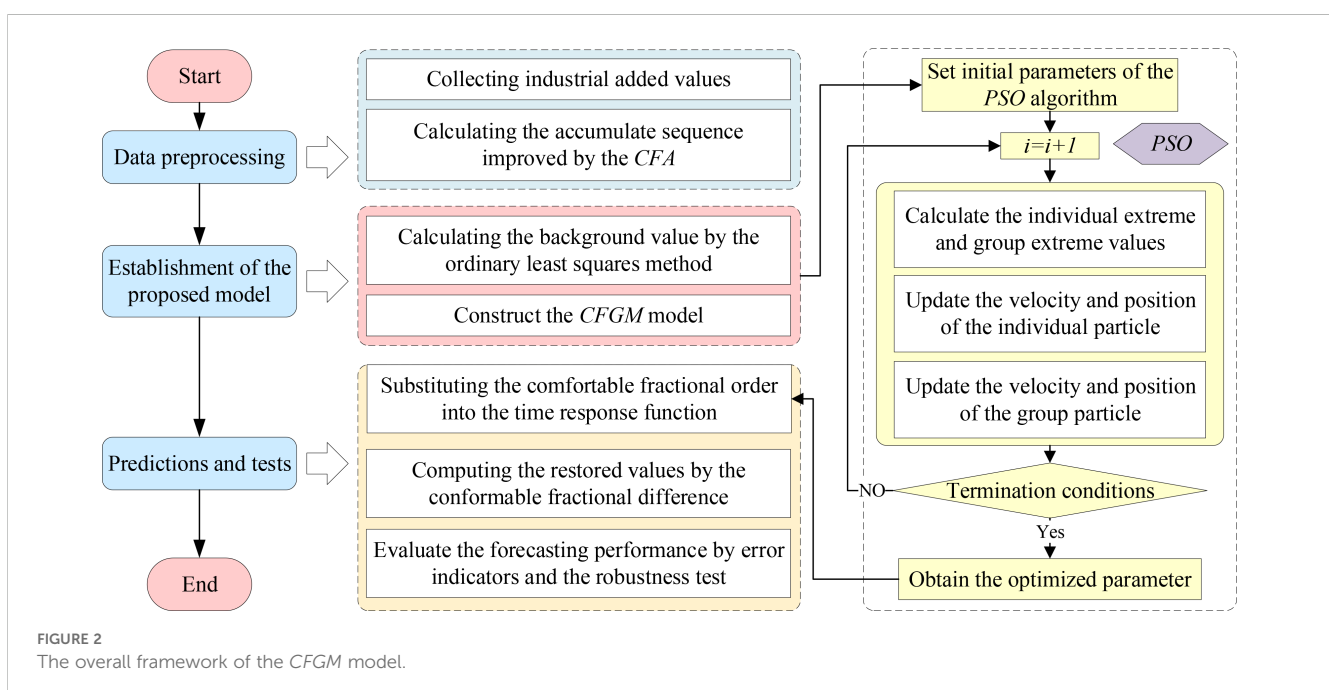 Start
Data preprocessing
Establishment of the
proposed model
Predictions and tests
End
Collecting industrial added values
Calculating the accumulate sequence
improved by the CFA
Calculating the background value by the
ordinary least squares method
Construct the CFGM model
Substituting the comfortable fractional order
into the time response function
Computing the restored values by the
conformable fractional difference
Evaluate the forecasting performance by error
indicators and the robustness test
Set initial parameters of the
PSO algorithm
i=i+1
PSO
Calculate the individual extreme
and group extreme values
Update the velocity and position
of the individual particle
Update the velocity and position
of the group particle
NO
Termination conditions
Yes
Obtain the optimized parameter
FIGURE 2
The overall framework of the CFGM model.